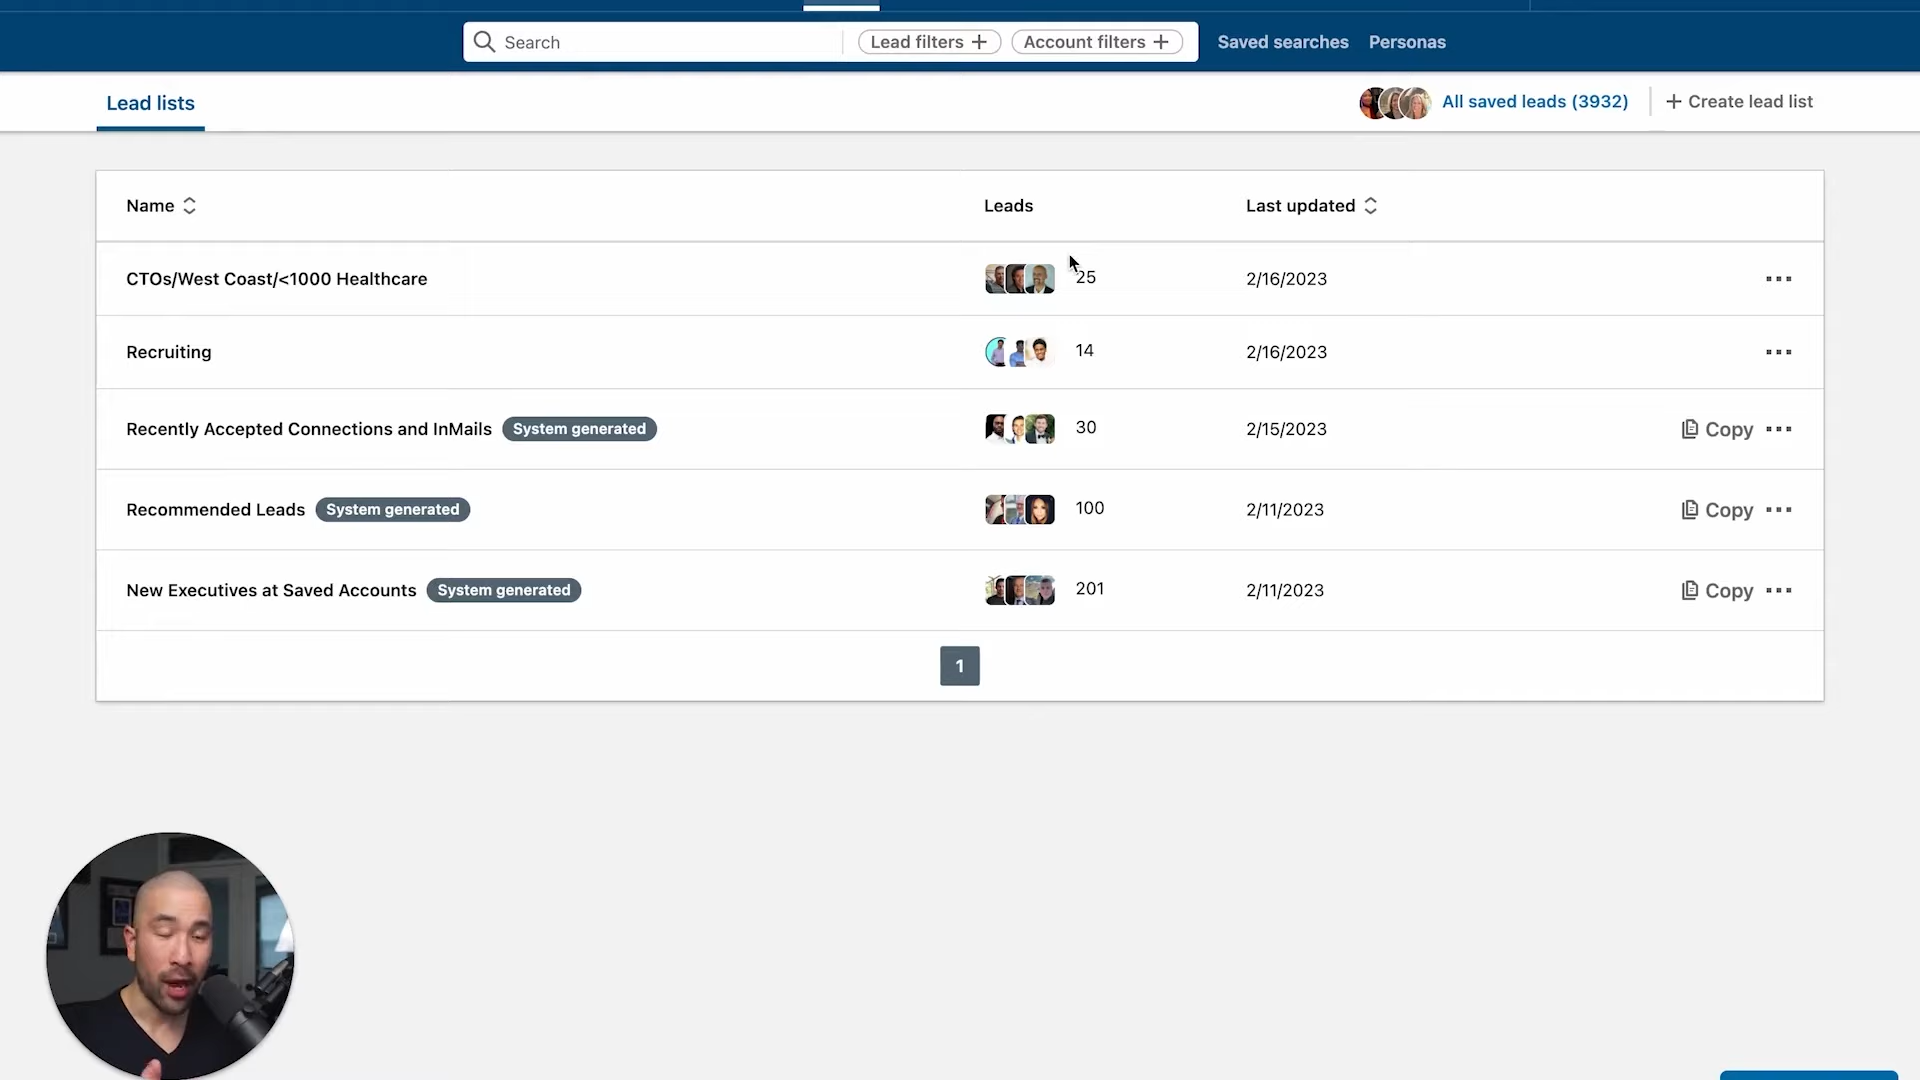 Search Lead filters + Account filters + Saved searches Personas
Lead lists All saved leads (3932) + Create lead list
Name Leads Last updated
CTOs/West Coast/<1000 Healthcare 25 2/16/2023
Recruiting 14 2/16/2023
Recently Accepted Connections and InMails System generated 30 2/15/2023 Copy
Recommended Leads System generated 100 2/11/2023 Copy
New Executives at Saved Accounts System generated 201 2/11/2023 Copy
1